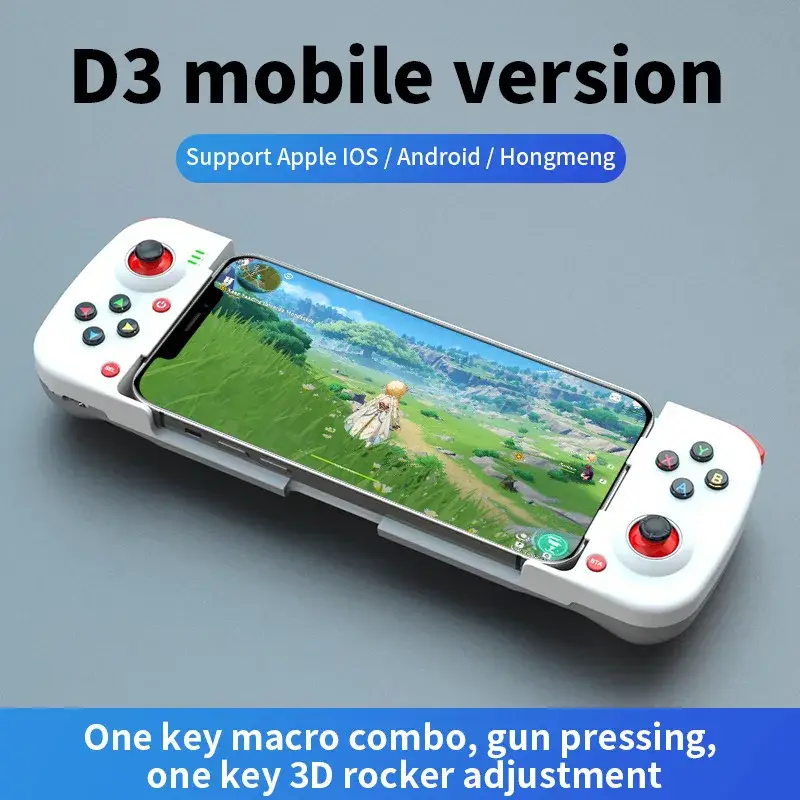 D3 mobile version
Support Apple IOS / Android / Hongmeng
X
Y
A
B
STA
One key macro combo, gun pressing,
one key 3D rocker adjustment